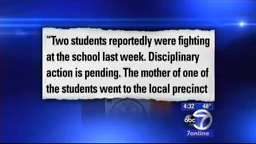 "Two students reportedly were fighting
at the school last week. Disciplinary
action is pending. The mother of one of
the students went to the local precinct
4:32 48°
abc 7
7online